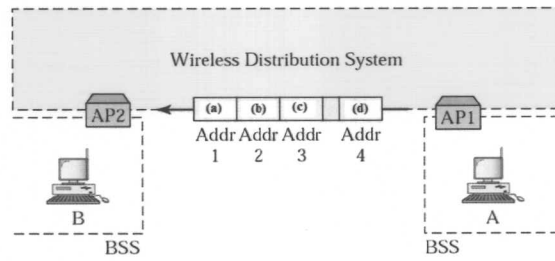 Wireless Distribution System
AP2
(a) (b) (c) (d)
AP1
Addr Addr Addr Addr
1 2 3 4
B
A
BSS
BSS